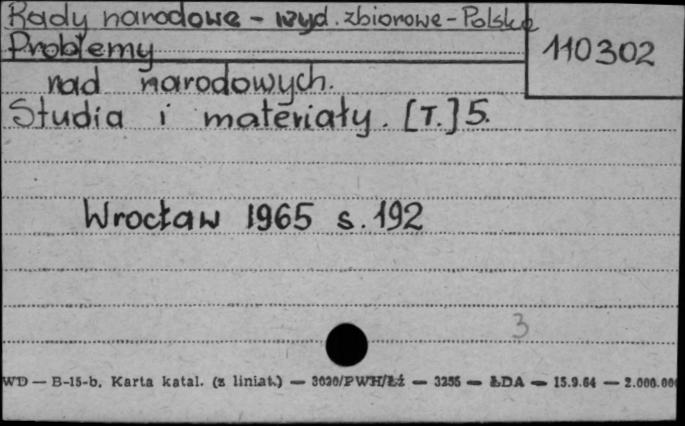 Rady narodowe - wyd. zbiorowe - Polska
110302
Problemy
rad narodowych.
Studia i materiały. [T.] 5.
Wrocław 1965 s. 192
3
WD — B-15-b. Karta katal. (z liniat.) — 3020/PWH/Łź — 3255 — ŁDA — 15.9.64 — 2.000.000